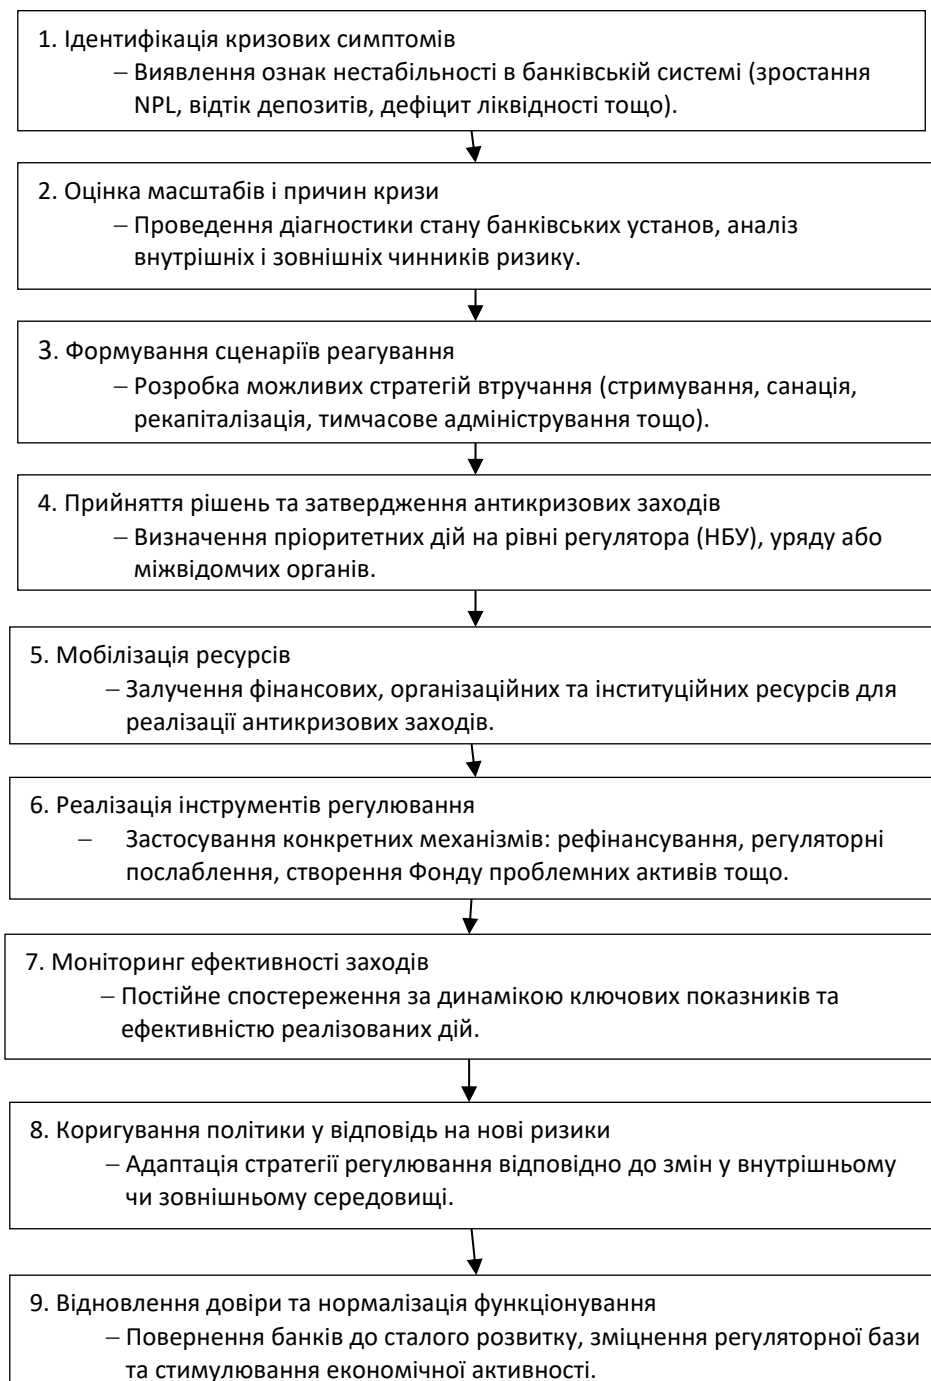 1. Ідентифікація кризових симптомів
– Виявлення ознак нестабільності в банківській системі (зростання
NPL, відтік депозитів, дефіцит ліквідності тощо).
2. Оцінка масштабів і причин кризи
– Проведення діагностики стану банківських установ, аналіз
внутрішніх і зовнішніх чинників ризику.
3. Формування сценаріїв реагування
– Розробка можливих стратегій втручання (стримування, санація,
рекапіталізація, тимчасове адміністрування тощо).
4. Прийняття рішень та затвердження антикризових заходів
– Визначення пріоритетних дій на рівні регулятора (НБУ), уряду або
міжвідомчих органів.
5. Мобілізація ресурсів
– Залучення фінансових, організаційних та інституційних ресурсів для
реалізації антикризових заходів.
6. Реалізація інструментів регулювання
– Застосування конкретних механізмів: рефінансування, регуляторні
послаблення, створення Фонду проблемних активів тощо.
7. Моніторинг ефективності заходів
– Постійне спостереження за динамікою ключових показників та
ефективністю реалізованих дій.
8. Коригування політики у відповідь на нові ризики
– Адаптація стратегії регулювання відповідно до змін у внутрішньому
чи зовнішньому середовищі.
9. Відновлення довіри та нормалізація функціонування
– Повернення банків до сталого розвитку, зміцнення регуляторної бази
та стимулювання економічної активності.